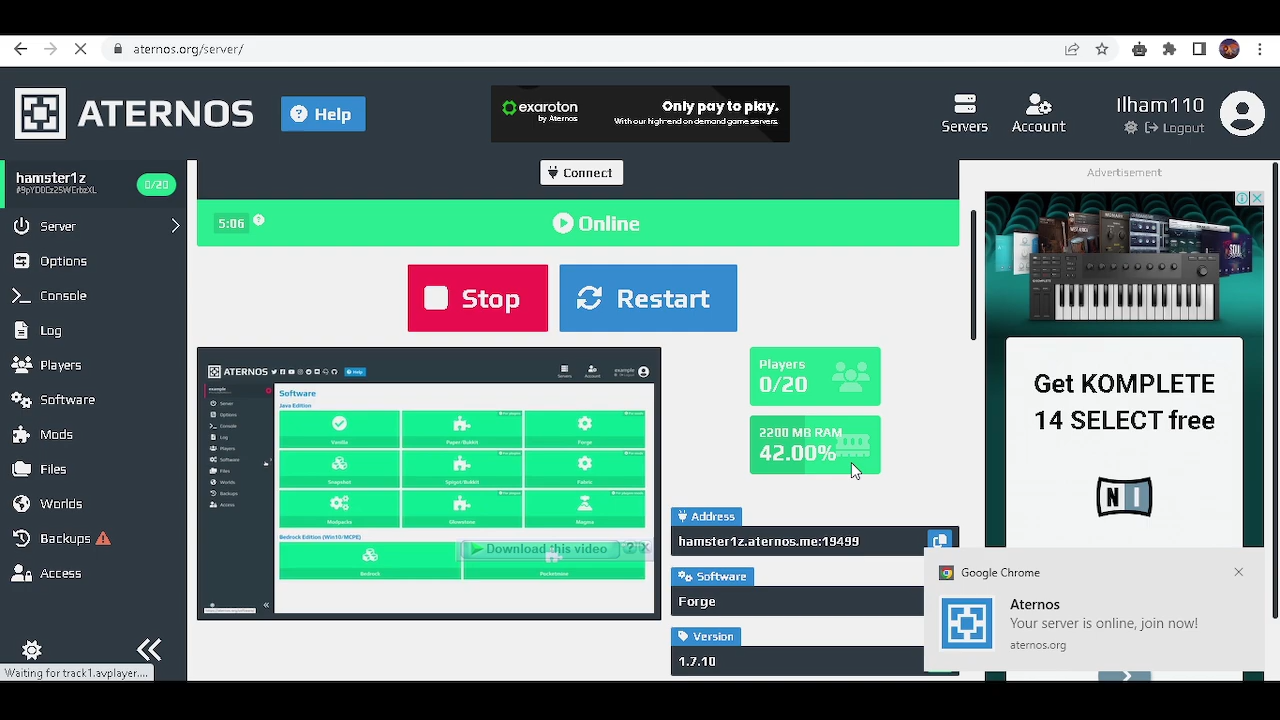 aternos.org/server/
ATERNOS
Help
exaroton
by Aternos
Only pay to play.
With our high-end on demand game servers.
Servers
Account
Ilham110
Logout
hamster1z
0/20
Server
Options
Console
Log
Players
Software
Mods
Files
Worlds
Backups
Access
Waiting for track1.avplayer....
Connect
5:06
Online
Stop
Restart
ATERNOS
Help
Software
Java Edition
Vanilla
Paper/Bukkit
Forge
Snapshot
Spigot/Bukkit
Fabric
Modpacks
Glowstone
Magma
Bedrock Edition (Win10/MCPE)
Bedrock
Pocketmine
Download this video
Players
0/20
2200 MB RAM
42.00%
Address
hamster1z.aternos.me:19499
Software
Forge
Version
1.7.10
Advertisement
KOMPLETE
Get KOMPLETE
14 SELECT free
NI
Google Chrome
Aternos
Your server is online, join now!
aternos.org